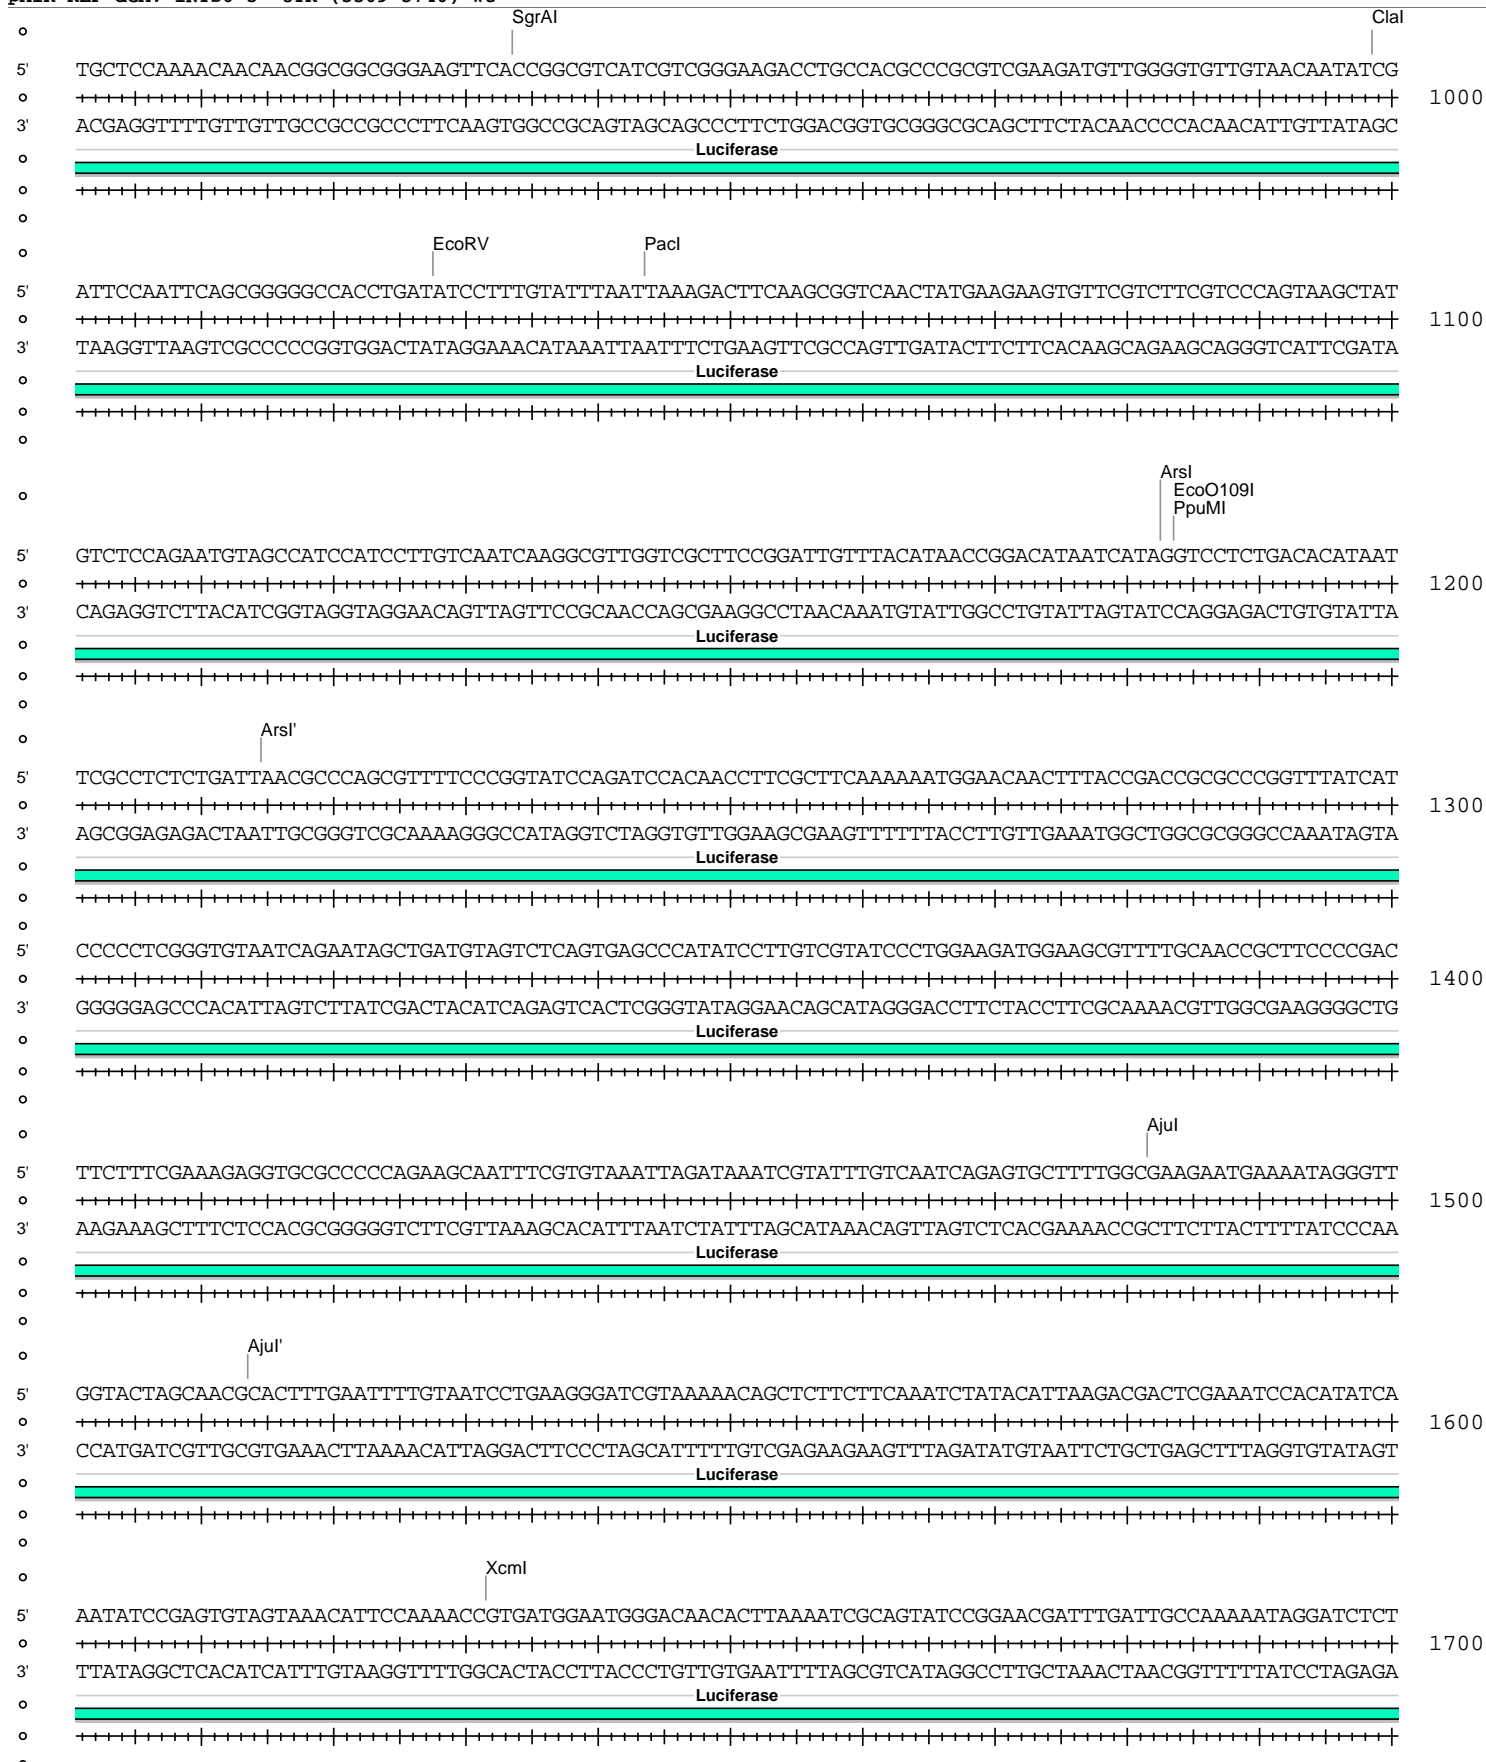 SgrAI ClaI
5' TGCTCCAAAACAACAACGGCGGCGGGAAGTTCACCGGCGTCATCGTCGGGAAGACCTGCCACGCCCGCGTCGAAGATGTTGGGGTGTTGTAACAATATCG
1000
3' ACGAGGTTTTGTTGTTGCCGCCGCCCTTCAAGTGGCCGCAGTAGCAGCCCTTCTGGACGGTGCGGGCGCAGCTTCTACAACCCCACAACATTGTTATAGC
Luciferase
EcoRV PacI
5' ATTCCAATTCAGCGGGGGCCACCTGATATCCTTTGTATTTAATTAAAGACTTCAAGCGGTCAACTATGAAGAAGTGTTCGTCTTCGTCCCAGTAAGCTAT
1100
3' TAAGGTTAAGTCGCCCCCGGTGGACTATAGGAAACATAAATTAATTTCTGAAGTTCGCCAGTTGATACTTCTTCACAAGCAGAAGCAGGGTCATTCGATA
Luciferase
ArsI
EcoO109I
PpuMI
5' GTCTCCAGAATGTAGCCATCCATCCTTGTCAATCAAGGCGTTGGTCGCTTCCGGATTGTTTACATAACCGGACATAATCATAGGTCCTCTGACACATAAT
1200
3' CAGAGGTCTTACATCGGTAGGTAGGAACAGTTAGTTCCGCAACCAGCGAAGGCCTAACAAATGTATTGGCCTGTATTAGTATCCAGGAGACTGTGTATTA
Luciferase
ArsI'
5' TCGCCTCTCTGATTAACGCCCAGCGTTTTCCCGGTATCCAGATCCACAACCTTCGCTTCAAAAAATGGAACAACTTTACCGACCGCGCCCGGTTTATCAT
1300
3' AGCGGAGAGACTAATTGCGGGTCGCAAAAGGGCCATAGGTCTAGGTGTTGGAAGCGAAGTTTTTTACCTTGTTGAAATGGCTGGCGCGGGCCAAATAGTA
Luciferase
5' CCCCCTCGGGTGTAATCAGAATAGCTGATGTAGTCTCAGTGAGCCCATATCCTTGTCGTATCCCTGGAAGATGGAAGCGTTTTGCAACCGCTTCCCCGAC
1400
3' GGGGGAGCCCACATTAGTCTTATCGACTACATCAGAGTCACTCGGGTATAGGAACAGCATAGGGACCTTCTACCTTCGCAAAACGTTGGCGAAGGGGCTG
Luciferase
AjuI
5' TTCTTTCGAAAGAGGTGCGCCCCCAGAAGCAATTTCGTGTAAATTAGATAAATCGTATTTGTCAATCAGAGTGCTTTTGGCGAAGAATGAAAATAGGGTT
1500
3' AAGAAAGCTTTCTCCACGCGGGGGTCTTCGTTAAAGCACATTTAATCTATTTAGCATAAACAGTTAGTCTCACGAAAACCGCTTCTTACTTTTATCCCAA
Luciferase
AjuI'
5' GGTACTAGCAACGCACTTTGAATTTTGTAATCCTGAAGGGATCGTAAAAACAGCTCTTCTTCAAATCTATACATTAAGACGACTCGAAATCCACATATCA
1600
3' CCATGATCGTTGCGTGAAACTTAAAACATTAGGACTTCCCTAGCATTTTTGTCGAGAAGAAGTTTAGATATGTAATTCTGCTGAGCTTTAGGTGTATAGT
Luciferase
XcmI
5' AATATCCGAGTGTAGTAAACATTCCAAAACCGTGATGGAATGGGACAACACTTAAAATCGCAGTATCCGGAACGATTTGATTGCCAAAAATAGGATCTCT
1700
3' TTATAGGCTCACATCATTTGTAAGGTTTTGGCACTACCTTACCCTGTTGTGAATTTTAGCGTCATAGGCCTTGCTAAACTAACGGTTTTTATCCTAGAGA
Luciferase